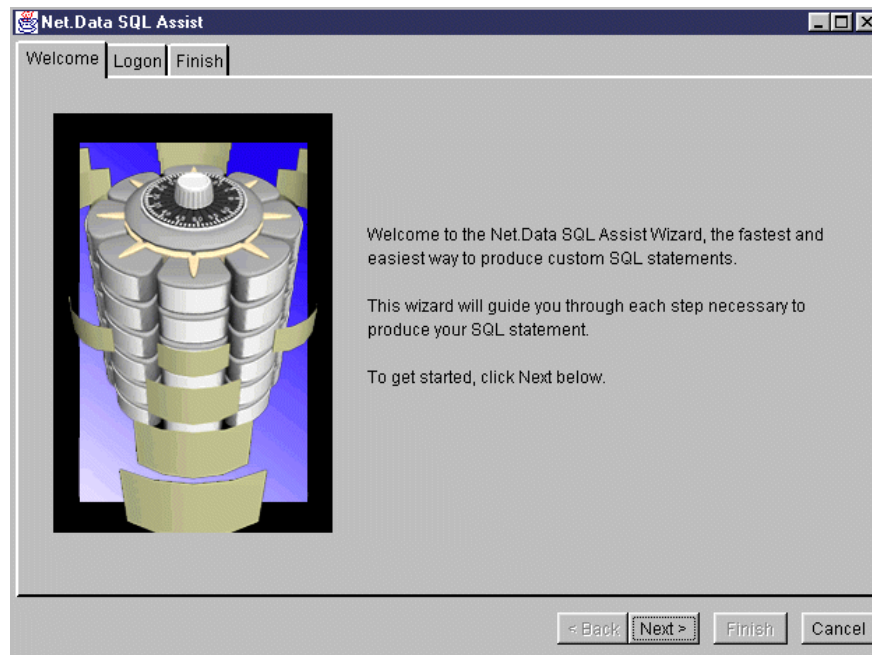 Net.Data SQL Assist
Welcome Logon Finish
Welcome to the Net.Data SQL Assist Wizard, the fastest and
easiest way to produce custom SQL statements.
This wizard will guide you through each step necessary to
produce your SQL statement.
To get started, click Next below.
< Back Next > Finish Cancel